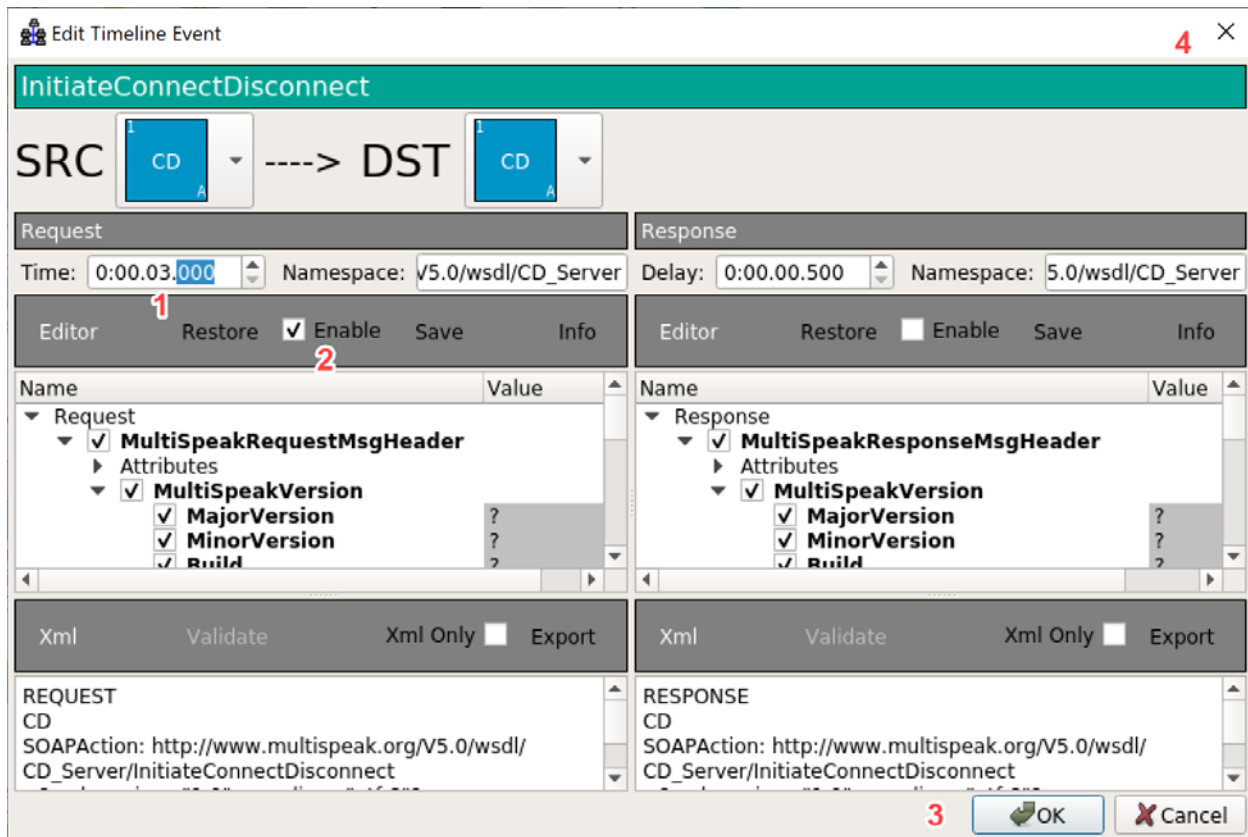 Edit Timeline Event
4
InitiateConnectDisconnect
SRC 1 CD A ----> DST 1 CD A
Request
Time: 0:00.03.000 Namespace: V5.0/wsdl/CD_Server
1
Editor Restore Enable Save Info
2
Name Value
Request
MultiSpeakRequestMsgHeader
Attributes
MultiSpeakVersion
MajorVersion ?
MinorVersion ?
Build ?
Xml Validate Xml Only Export
REQUEST
CD
SOAPAction: http://www.multispeak.org/V5.0/wsdl/
CD_Server/InitiateConnectDisconnect
Response
Delay: 0:00.00.500 Namespace: 5.0/wsdl/CD_Server
Editor Restore Enable Save Info
Name Value
Response
MultiSpeakResponseMsgHeader
Attributes
MultiSpeakVersion
MajorVersion ?
MinorVersion ?
Build ?
Xml Validate Xml Only Export
RESPONSE
CD
SOAPAction: http://www.multispeak.org/V5.0/wsdl/
CD_Server/InitiateConnectDisconnect
3 OK Cancel